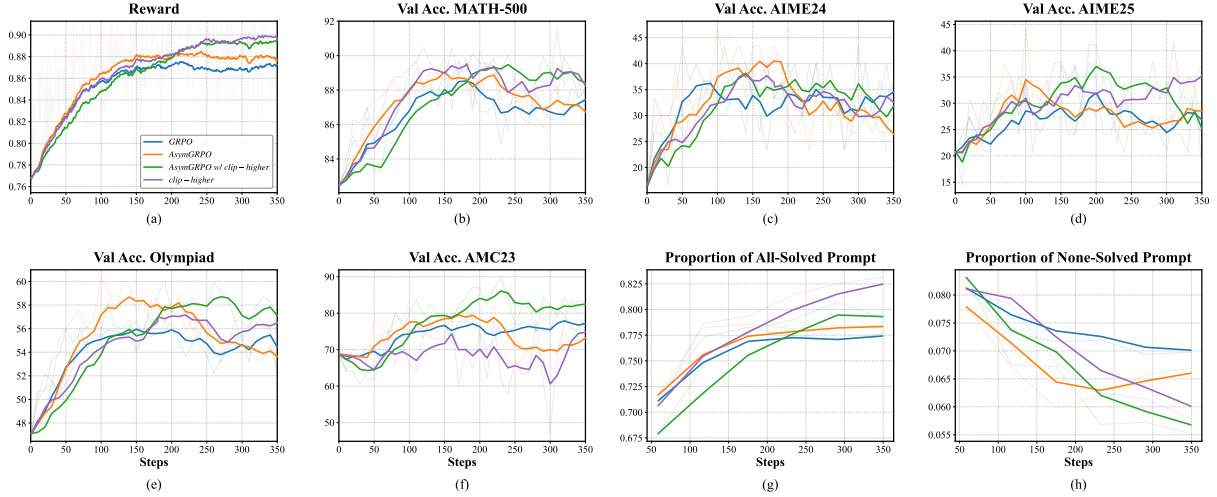 Reward
0.90
0.88
0.86
0.84
0.82
0.80
0.78
0.76
0 50 100 150 200 250 300 350
GRPO
AsymGRPO
AsymGRPO w/ clip-higher
clip-higher
(a)
Val Acc. MATH-500
92
90
88
86
84
0 50 100 150 200 250 300 350
(b)
Val Acc. AIME24
45
40
35
30
25
20
0 50 100 150 200 250 300 350
(c)
Val Acc. AIME25
45
40
35
30
25
20
15
0 50 100 150 200 250 300 350
(d)
Val Acc. Olympiad
60
58
56
54
52
50
48
0 50 100 150 200 250 300 350
Steps
(e)
Val Acc. AMC23
90
80
70
60
50
0 50 100 150 200 250 300 350
Steps
(f)
Proportion of All-Solved Prompt
0.825
0.800
0.775
0.750
0.725
0.700
0.675
50 100 150 200 250 300 350
Steps
(g)
Proportion of None-Solved Prompt
0.080
0.075
0.070
0.065
0.060
0.055
50 100 150 200 250 300 350
Steps
(h)